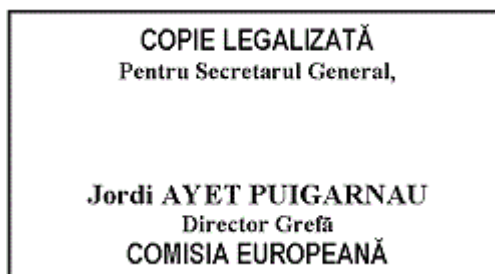 COPIE LEGALIZATĂ
Pentru Secretarul General,
Jordi AYET PUIGARNAU
Director Grefă
COMISIA EUROPEANĂ